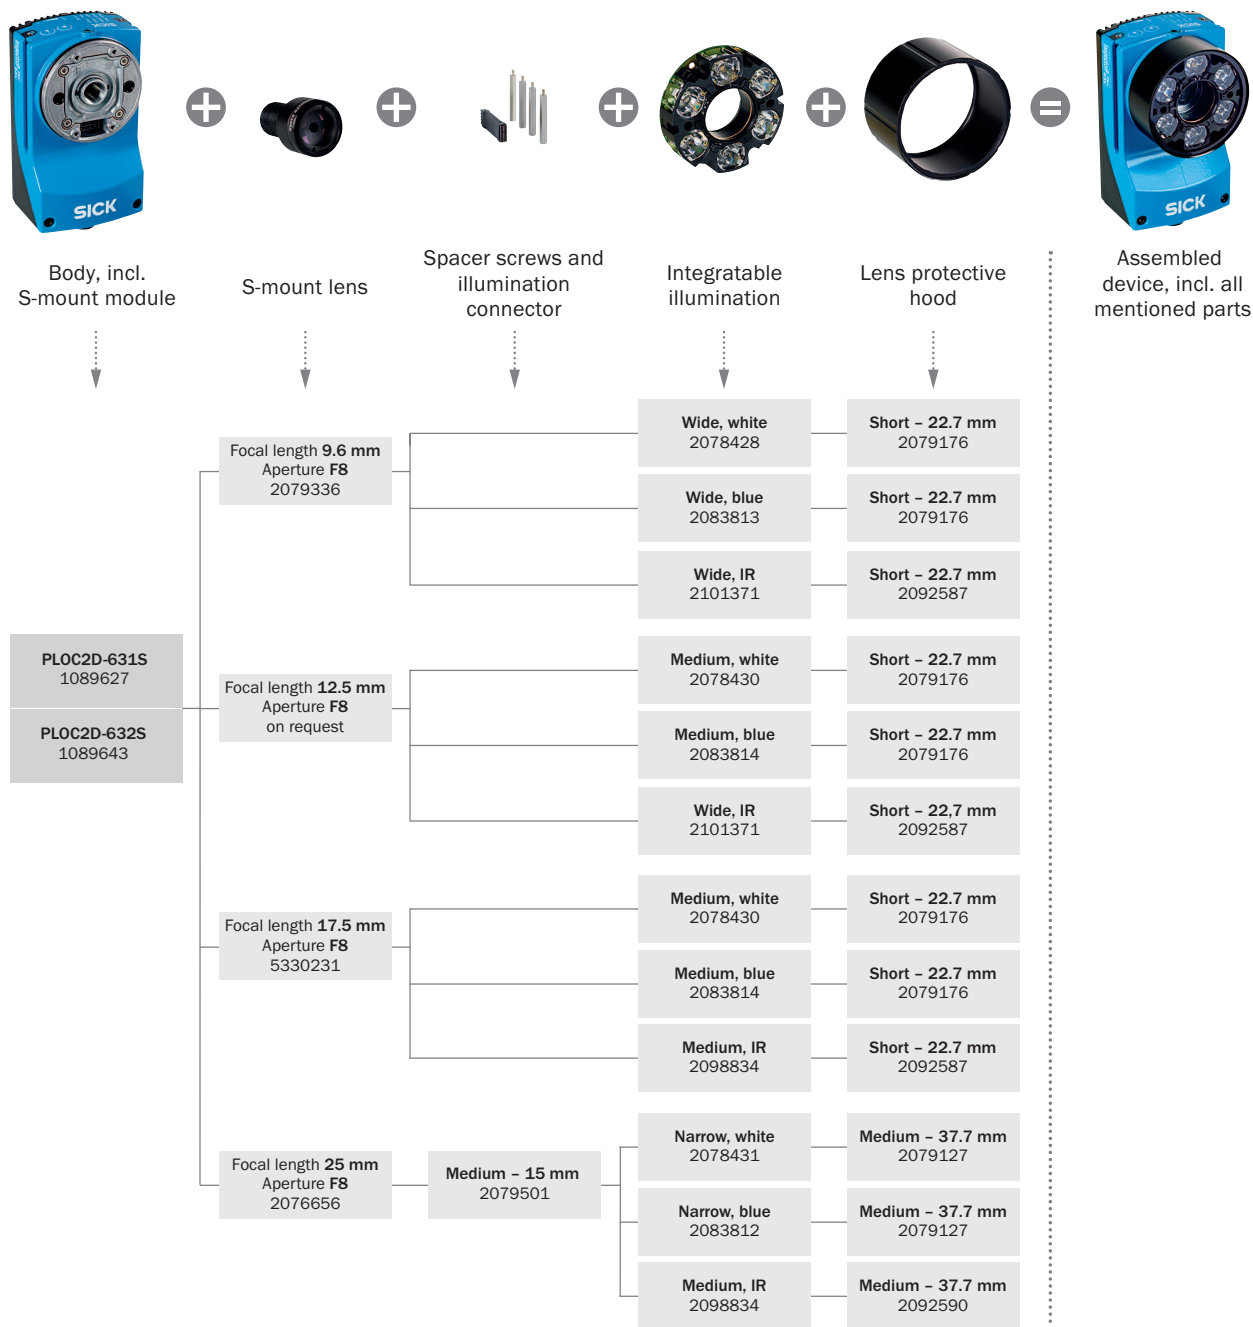 SICK
SICK
SICK
SICK
Body, incl.
S-mount module
S-mount lens
Spacer screws and
illumination
connector
Integratable
illumination
Lens protective
hood
Assembled
device, incl. all
mentioned parts
Wide, white
2078428
Short – 22.7 mm
2079176
Focal length 9.6 mm
Aperture F8
2079336
Wide, blue
2083813
Short – 22.7 mm
2079176
Wide, IR
2101371
Short – 22.7 mm
2092587
PLOC2D-631S
1089627
PLOC2D-632S
1089643
Medium, white
2078430
Short – 22.7 mm
2079176
Focal length 12.5 mm
Aperture F8
on request
Medium, blue
2083814
Short – 22.7 mm
2079176
Wide, IR
2101371
Short – 22,7 mm
2092587
Medium, white
2078430
Short – 22.7 mm
2079176
Focal length 17.5 mm
Aperture F8
5330231
Medium, blue
2083814
Short – 22.7 mm
2079176
Medium, IR
2098834
Short – 22.7 mm
2092587
Narrow, white
2078431
Medium – 37.7 mm
2079127
Focal length 25 mm
Aperture F8
2076656
Medium – 15 mm
2079501
Narrow, blue
2083812
Medium – 37.7 mm
2079127
Medium, IR
2098834
Medium – 37.7 mm
2092590